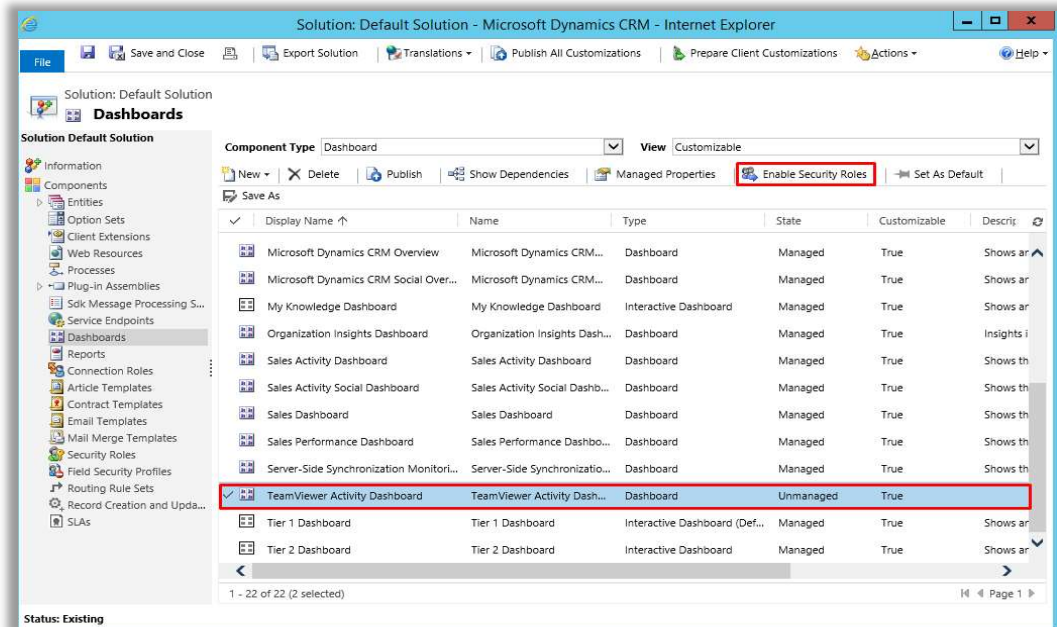 Solution: Default Solution - Microsoft Dynamics CRM - Internet Explorer
File Save and Close Export Solution Translations Publish All Customizations Prepare Client Customizations Actions Help
Solution: Default Solution
Dashboards
Solution Default Solution
Information
Components
Entities
Option Sets
Client Extensions
Web Resources
Processes
Plug-in Assemblies
Sdk Message Processing S...
Service Endpoints
Dashboards
Reports
Connection Roles
Article Templates
Contract Templates
Email Templates
Mail Merge Templates
Security Roles
Field Security Profiles
Routing Rule Sets
Record Creation and Upda...
SLAs
Component Type Dashboard View Customizable
New Delete Publish Show Dependencies Managed Properties Enable Security Roles Set As Default
Save As
Display Name Name Type State Customizable Descrip
Microsoft Dynamics CRM Overview Microsoft Dynamics CRM... Dashboard Managed True Shows ar
Microsoft Dynamics CRM Social Over... Microsoft Dynamics CRM... Dashboard Managed True Shows ar
My Knowledge Dashboard My Knowledge Dashboard Interactive Dashboard Managed True Shows ar
Organization Insights Dashboard Organization Insights Dash... Dashboard Managed True Insights i
Sales Activity Dashboard Sales Activity Dashboard Dashboard Managed True Shows th
Sales Activity Social Dashboard Sales Activity Social Dashb... Dashboard Managed True Shows th
Sales Dashboard Sales Dashboard Dashboard Managed True Shows th
Sales Performance Dashboard Sales Performance Dashbo... Dashboard Managed True Shows th
Server-Side Synchronization Monitori... Server-Side Synchronizatio... Dashboard Managed True Shows th
TeamViewer Activity Dashboard TeamViewer Activity Dash... Dashboard Unmanaged True
Tier 1 Dashboard Tier 1 Dashboard Interactive Dashboard (Def... Managed True Shows ar
Tier 2 Dashboard Tier 2 Dashboard Interactive Dashboard Managed True Shows ar
1 - 22 of 22 (2 selected) Page 1
Status: Existing